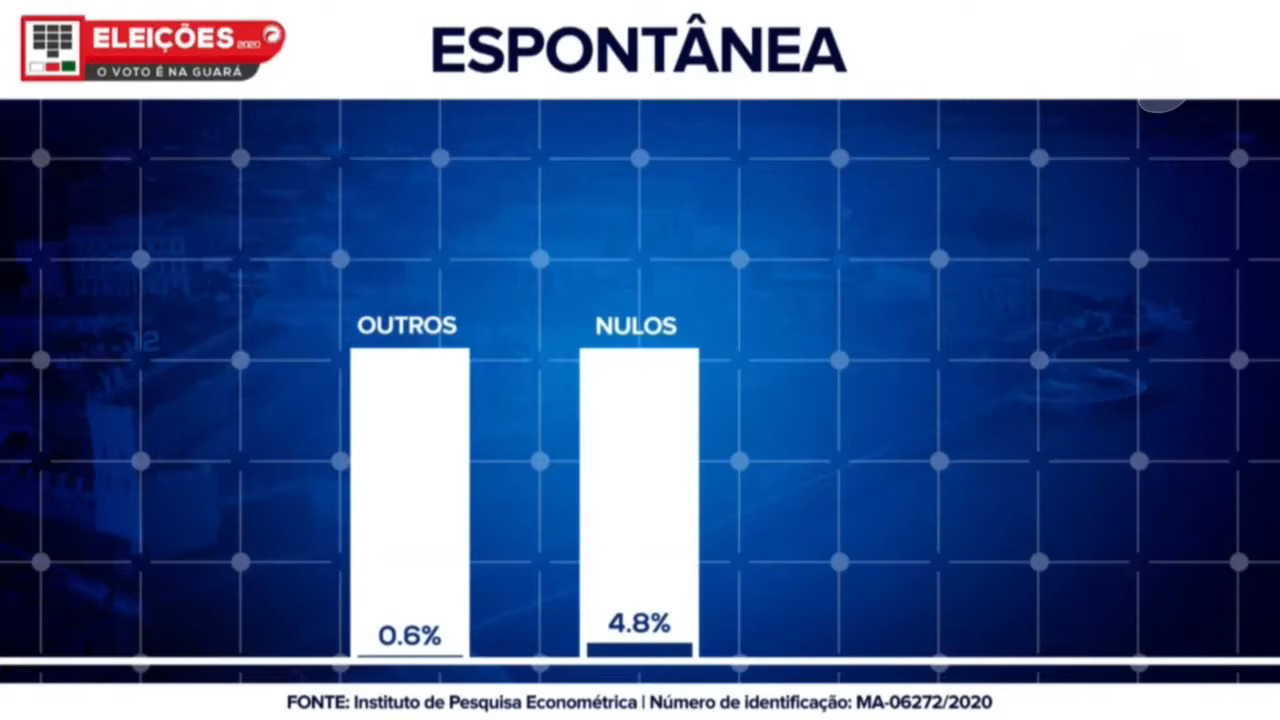 ELEIÇÕES 2020
O VOTO É NA GUARÁ
ESPONTÂNEA
OUTROS
NULOS
0.6%
4.8%
FONTE: Instituto de Pesquisa Econométrica | Número de identificação: MA-06272/2020